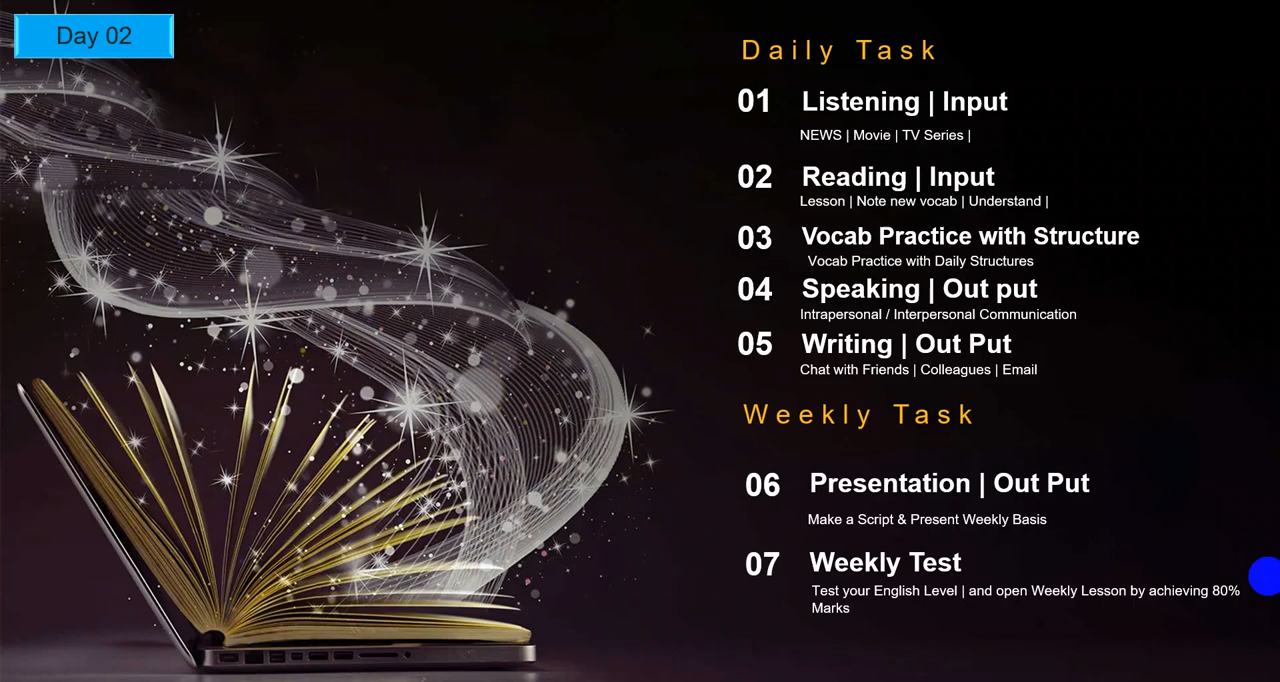 Day 02
Daily Task
01 Listening | Input
NEWS | Movie | TV Series |
02 Reading | Input
Lesson | Note new vocab | Understand |
03 Vocab Practice with Structure
Vocab Practice with Daily Structures
04 Speaking | Out put
Intrapersonal / Interpersonal Communication
05 Writing | Out Put
Chat with Friends | Colleagues | Email
Weekly Task
06 Presentation | Out Put
Make a Script & Present Weekly Basis
07 Weekly Test
Test your English Level | and open Weekly Lesson by achieving 80%
Marks